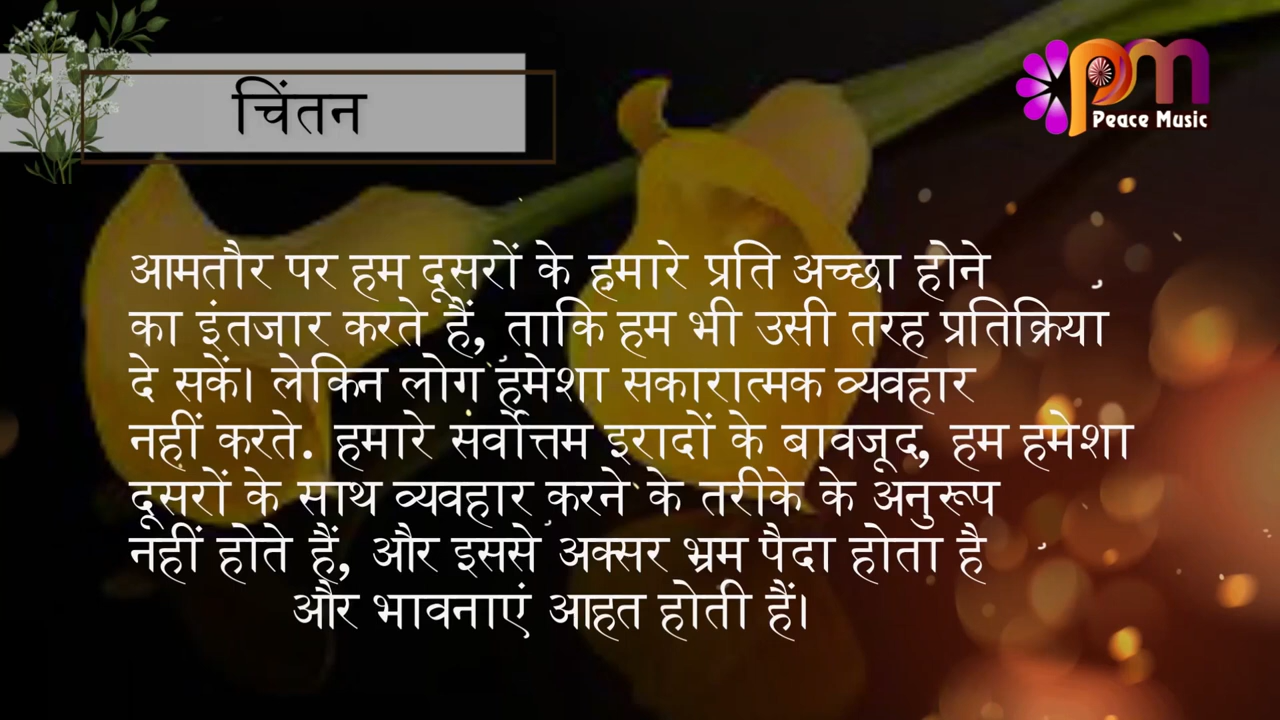 चिंतन
pm
Peace Music
आमतौर पर हम दूसरों के हमारे प्रति अच्छा होने
का इंतजार करते हैं, ताकि हम भी उसी तरह प्रतिक्रिया
दे सकें। लेकिन लोग हमेशा सकारात्मक व्यवहार
नहीं करते. हमारे सर्वोत्तम इरादों के बावजूद, हम हमेशा
दूसरों के साथ व्यवहार करने के तरीके के अनुरूप
नहीं होते हैं, और इससे अक्सर भ्रम पैदा होता है
और भावनाएं आहत होती हैं।